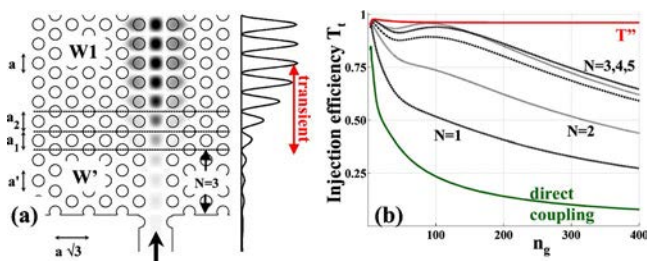 W1
a
a2
a1
a'
W'
N=3
(a)
a √3
transient
Injection efficiency Tt
1
0.75
0.5
0.25
0
T''
N=3,4,5
N=2
N=1
direct
coupling
(b)
0
100
200
300
400
ng